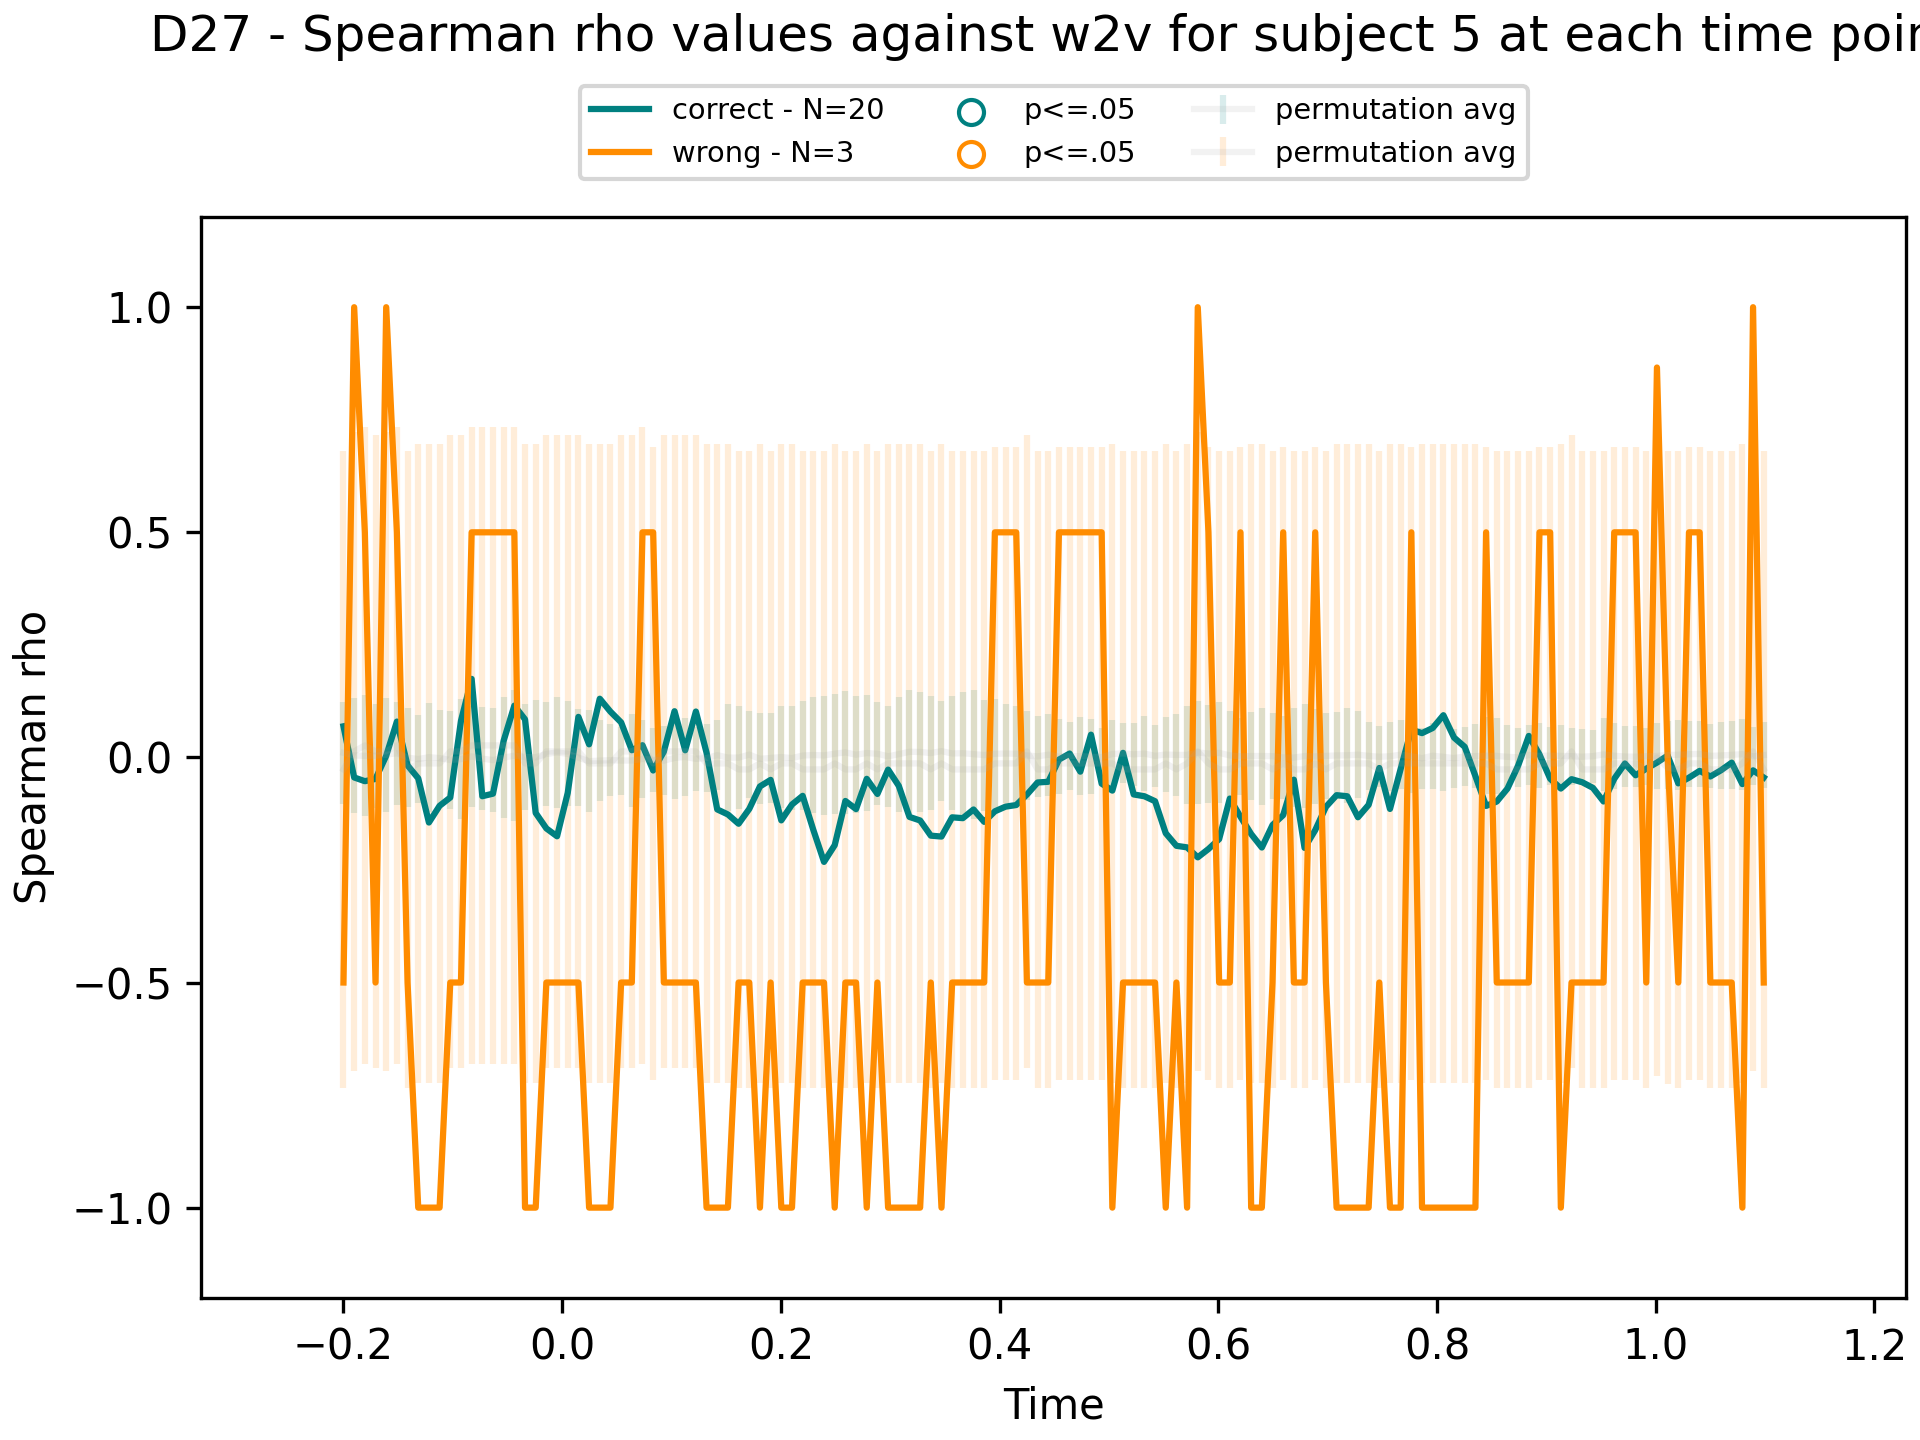 D27 - Spearman rho values against w2v for subject 5 at each time
correct - N=20 p<=.05 permutation avg
wrong - N=3 p<=.05 permutation avg
1.0
0.5
0.0
−0.5
−1.0
Spearman rho
−0.2 0.0 0.2 0.4 0.6 0.8 1.0 1.2
Time